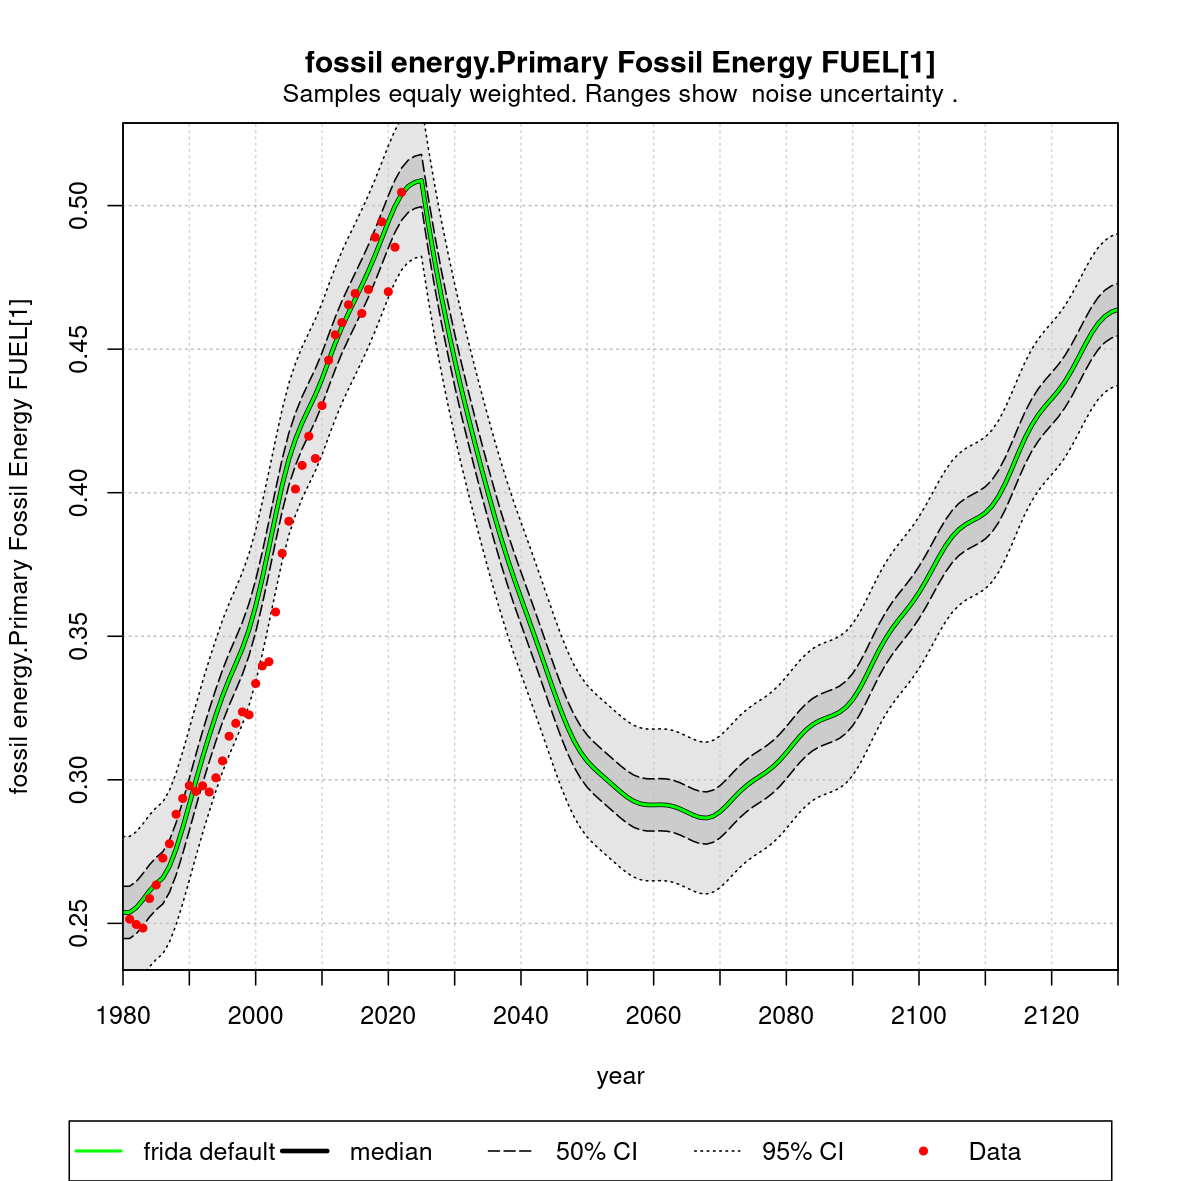 fossil energy.Primary Fossil Energy FUEL[1]
Samples equaly weighted. Ranges show  noise uncertainty .
fossil energy.Primary Fossil Energy FUEL[1]
0.50
0.45
0.40
0.35
0.30
0.25
1980 2000 2020 2040 2060 2080 2100 2120
year
frida default median 50% CI 95% CI Data